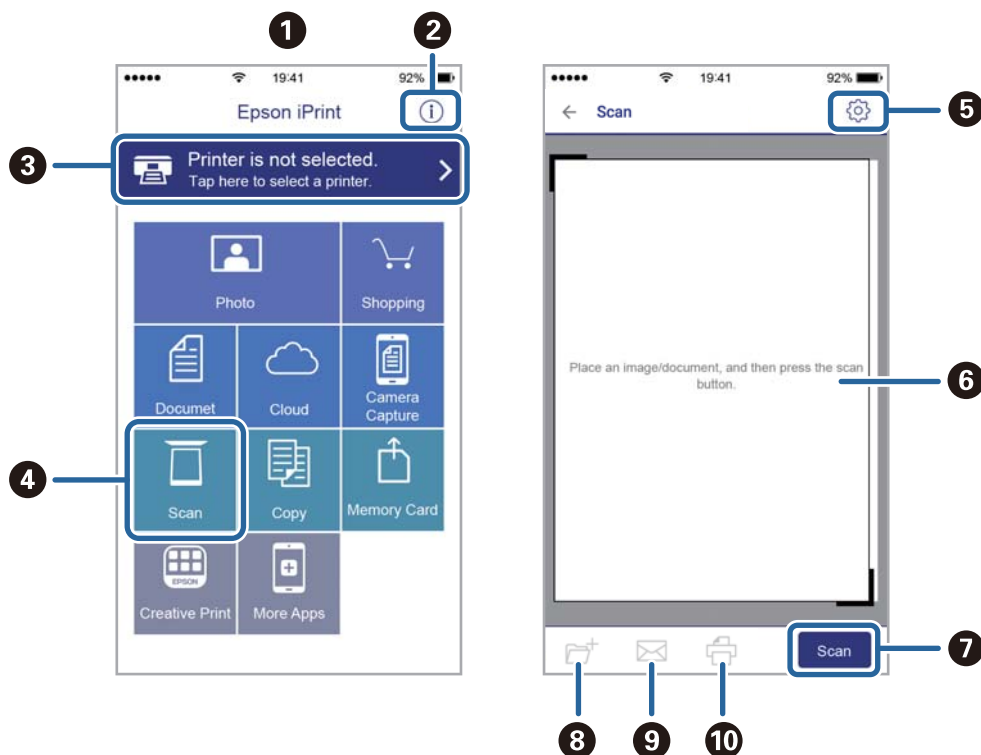 1
2
19:41
92%
Epson iPrint
i
3
Printer is not selected.
Tap here to select a printer.
Photo
Shopping
Documet
Cloud
Camera
Capture
4
Scan
Copy
Memory Card
EPSON
Creative Print
More Apps
19:41
92%
Scan
5
Place an image/document, and then press the scan
button.
6
Scan
7
8
9
10